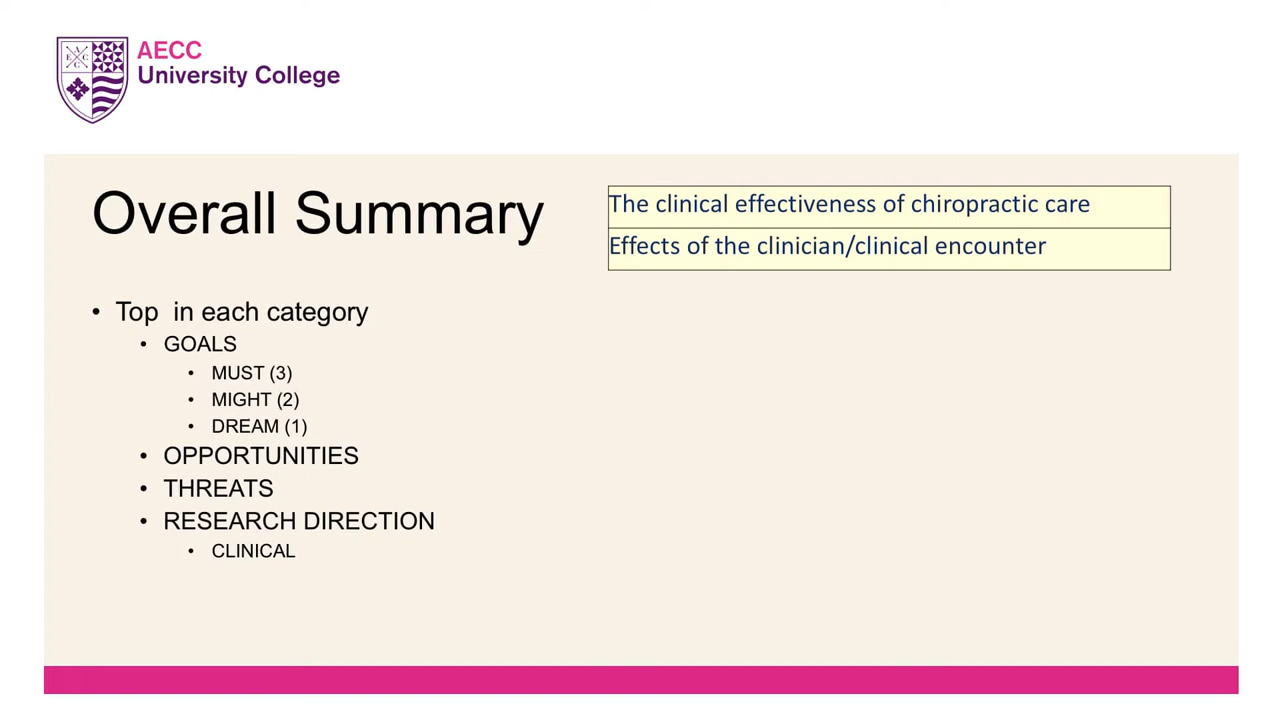 AECC
University College
Overall Summary
The clinical effectiveness of chiropractic care
Effects of the clinician/clinical encounter
• Top in each category
• GOALS
• MUST (3)
• MIGHT (2)
• DREAM (1)
• OPPORTUNITIES
• THREATS
• RESEARCH DIRECTION
• CLINICAL